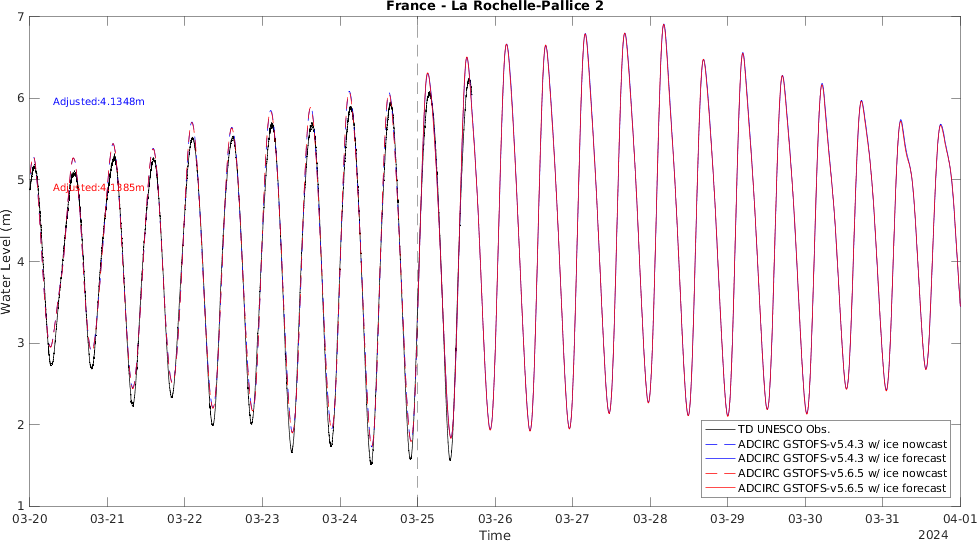 France - La Rochelle-Pallice 2
7
6
5
4
3
2
1
Water Level (m)
Adjusted:4.1348m
Adjusted:4.1385m
TD UNESCO Obs.
ADCIRC GSTOFS-v5.4.3 w/ ice nowcast
ADCIRC GSTOFS-v5.4.3 w/ ice forecast
ADCIRC GSTOFS-v5.6.5 w/ ice nowcast
ADCIRC GSTOFS-v5.6.5 w/ ice forecast
03-20 03-21 03-22 03-23 03-24 03-25 03-26 03-27 03-28 03-29 03-30 03-31 04-01
Time
2024